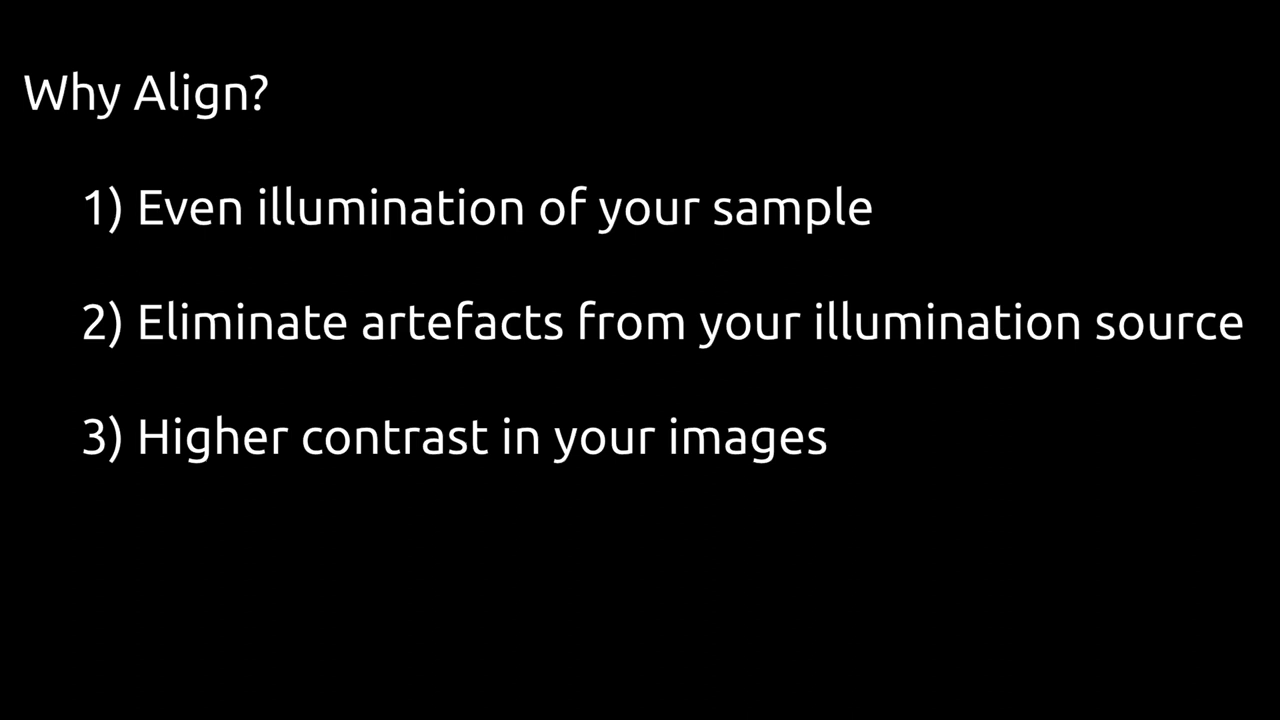 Why Align?
1) Even illumination of your sample
2) Eliminate artefacts from your illumination source
3) Higher contrast in your images